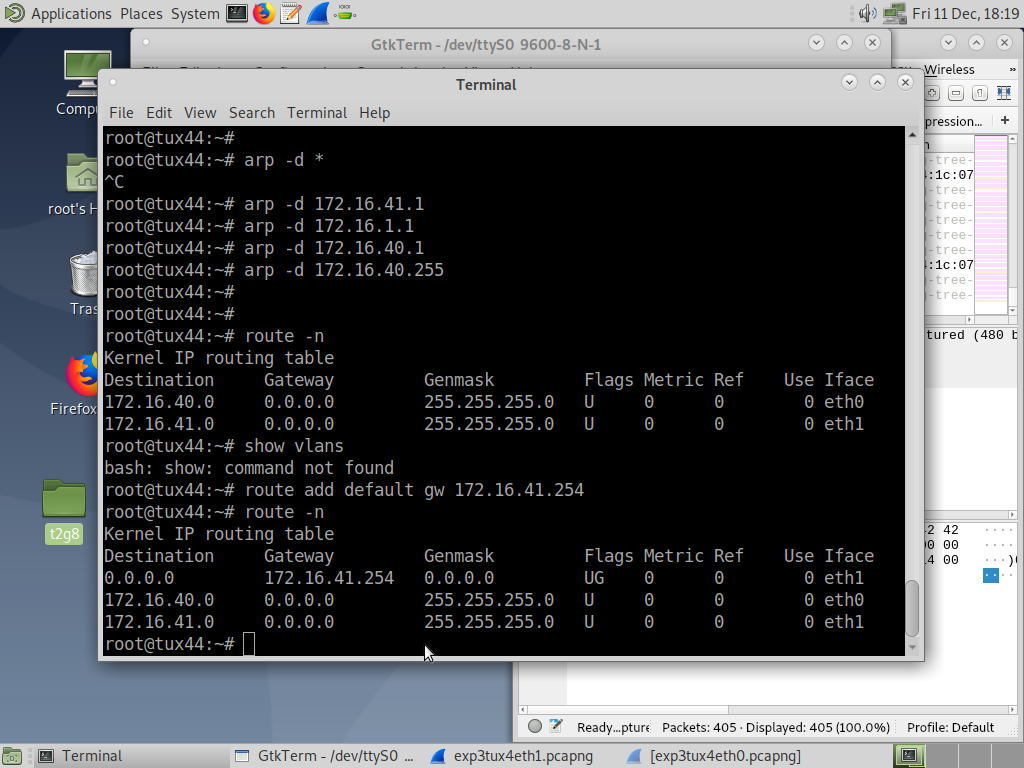 Applications Places System Fri 11 Dec, 18:19
GtkTerm - /dev/ttyS0 9600-8-N-1
Wireless »
Terminal
File Edit View Search Terminal Help
root@tux44:~#
root@tux44:~# arp -d *
^C
root@tux44:~# arp -d 172.16.41.1
root@tux44:~# arp -d 172.16.1.1
root@tux44:~# arp -d 172.16.40.1
root@tux44:~# arp -d 172.16.40.255
root@tux44:~#
root@tux44:~#
root@tux44:~# route -n
Kernel IP routing table
Destination Gateway Genmask Flags Metric Ref Use Iface
172.16.40.0 0.0.0.0 255.255.255.0 U 0 0 0 eth0
172.16.41.0 0.0.0.0 255.255.255.0 U 0 0 0 eth1
root@tux44:~# show vlans
bash: show: command not found
root@tux44:~# route add default gw 172.16.41.254
root@tux44:~# route -n
Kernel IP routing table
Destination Gateway Genmask Flags Metric Ref Use Iface
0.0.0.0 172.16.41.254 0.0.0.0 UG 0 0 0 eth1
172.16.40.0 0.0.0.0 255.255.255.0 U 0 0 0 eth0
172.16.41.0 0.0.0.0 255.255.255.0 U 0 0 0 eth1
root@tux44:~#
Compu
root's H
Tras
Firefox
t2g8
pression... +
g-tree-
4:1c:07
g-tree-
g-tree-
g-tree-
g-tree-
g-tree-
4:1c:07
g-tree-
g-tree-
tured (480 b
42 42 ····
00 00 ····
14 00 ···)
Ready...pture Packets: 405 · Displayed: 405 (100.0%) Profile: Default
Terminal GtkTerm - /dev/ttyS0 ... exp3tux4eth1.pcapng [exp3tux4eth0.pcapng]